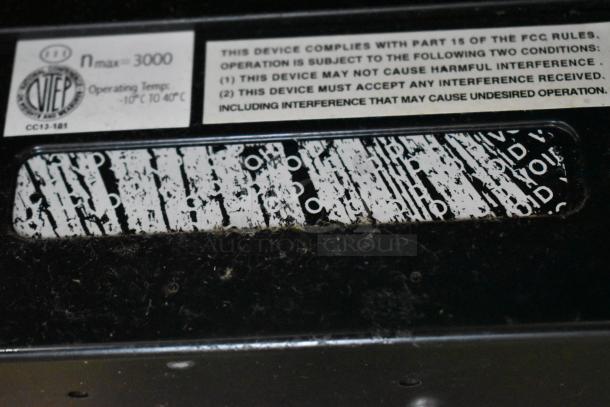 III
n max = 3000
NTEP
Operating Temp:
-10°C TO 40°C
CC13-181
THIS DEVICE COMPLIES WITH PART 15 OF THE FCC RULES.
OPERATION IS SUBJECT TO THE FOLLOWING TWO CONDITIONS:
(1) THIS DEVICE MAY NOT CAUSE HARMFUL INTERFERENCE.
(2) THIS DEVICE MUST ACCEPT ANY INTERFERENCE RECEIVED.
INCLUDING INTERFERENCE THAT MAY CAUSE UNDESIRED OPERATION.
VOID
AUCTION GROUP